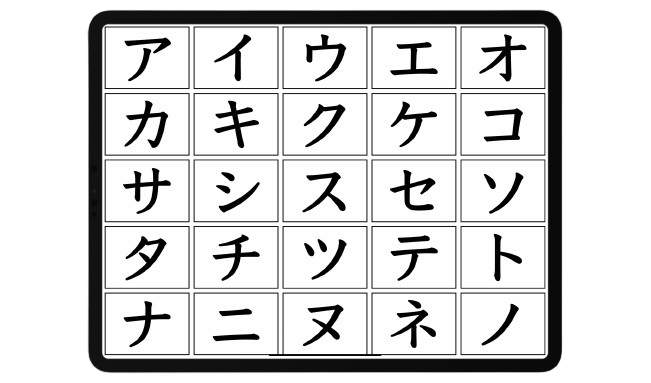 ア イ ウ エ オ
カ キ ク ケ コ
サ シ ス セ ソ
タ チ ツ テ ト
ナ ニ ヌ ネ ノ